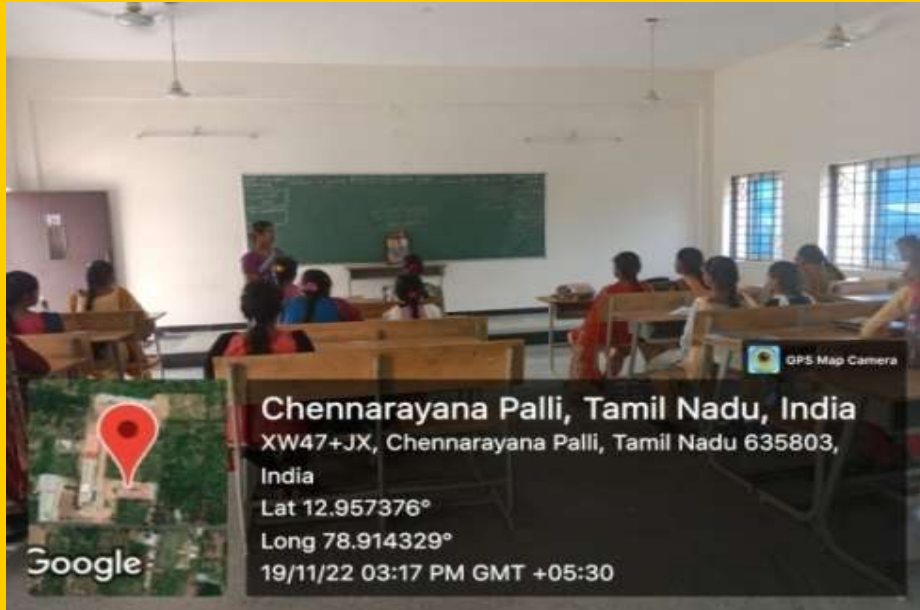 GPS Map Camera
Chennarayana Palli, Tamil Nadu, India
XW47+JX, Chennarayana Palli, Tamil Nadu 635803,
India
Lat 12.957376°
Long 78.914329°
19/11/22 03:17 PM GMT +05:30
Google